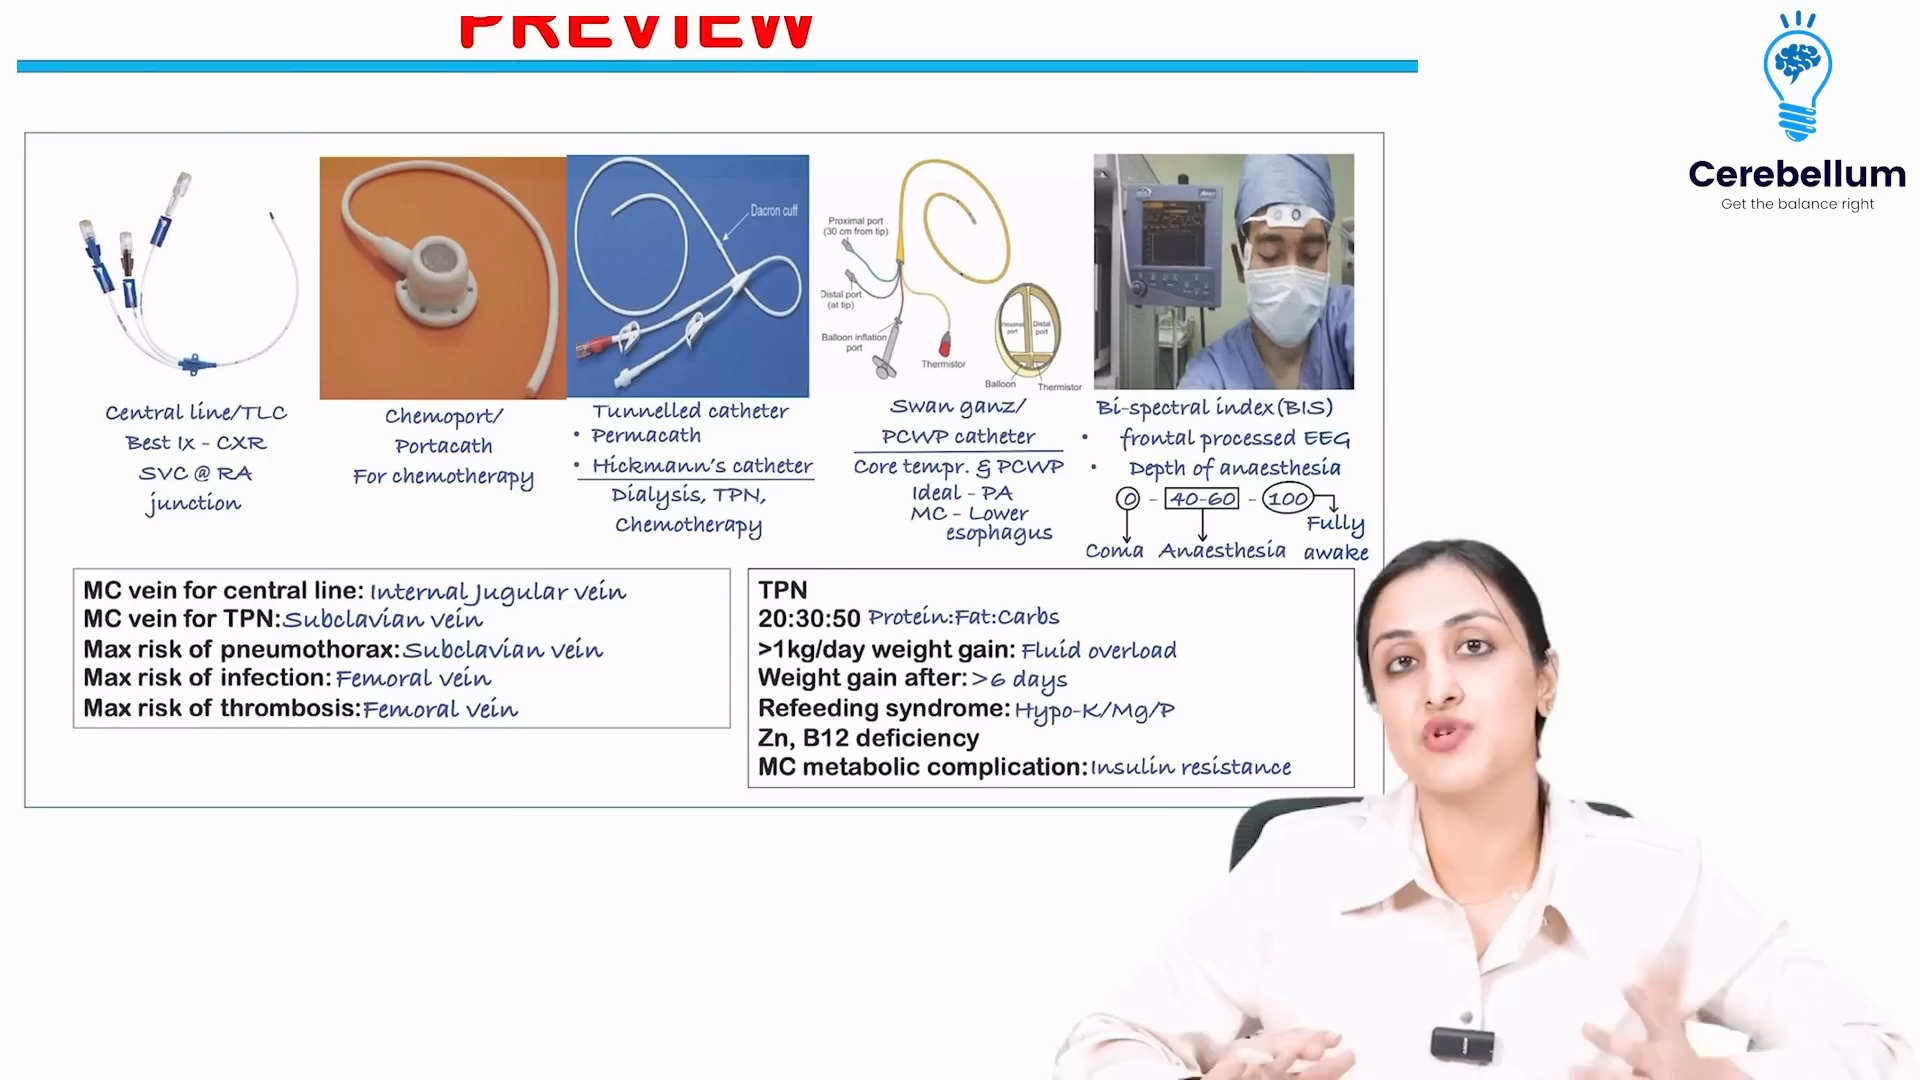 PREVIEW
Cerebellum
Get the balance right
Dacron cuff
Proximal port
(30 cm from tip)
Distal port
(at tip)
Balloon inflation
port
Thermistor
Proximal
port
Distal
port
Balloon
Thermistor
Central line/TLC
Best Ix - CXR
SVC @ RA
junction
Chemoport/
Portacath
For chemotherapy
Tunnelled catheter
• Permacath
• Hickmann's catheter
Dialysis, TPN,
Chemotherapy
Swan ganz/
PCWP catheter
Core tempr. & PCWP
Ideal - PA
MC - Lower
esophagus
Bi-spectral index(BIS)
• frontal processed EEG
• Depth of anaesthesia
0 - 40-60 - 100
Fully
awake
Coma
Anaesthesia
MC vein for central line: Internal Jugular vein
MC vein for TPN: Subclavian vein
Max risk of pneumothorax: Subclavian vein
Max risk of infection: Femoral vein
Max risk of thrombosis: Femoral vein
TPN
20:30:50 Protein:Fat:Carbs
>1kg/day weight gain: Fluid overload
Weight gain after: >6 days
Refeeding syndrome: Hypo-K/Mg/P
Zn, B12 deficiency
MC metabolic complication: Insulin resistance